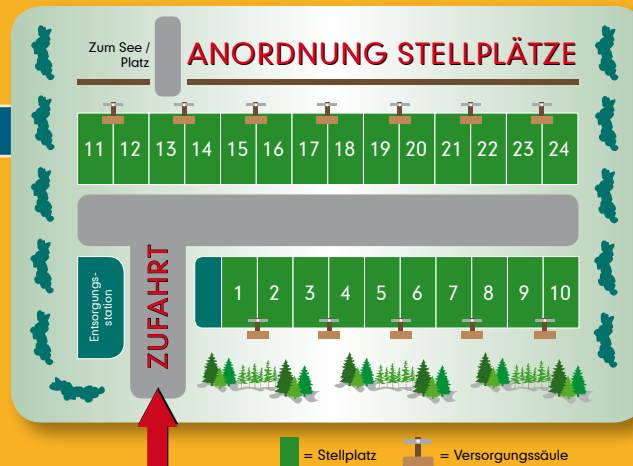 Zum See /
Platz
ANORDNUNG STELLPLÄTZE
11 12 13 14 15 16 17 18 19 20 21 22 23 24
Entsorgungs-
station
ZUFAHRT
1 2 3 4 5 6 7 8 9 10
= Stellplatz
= Versorgungssäule